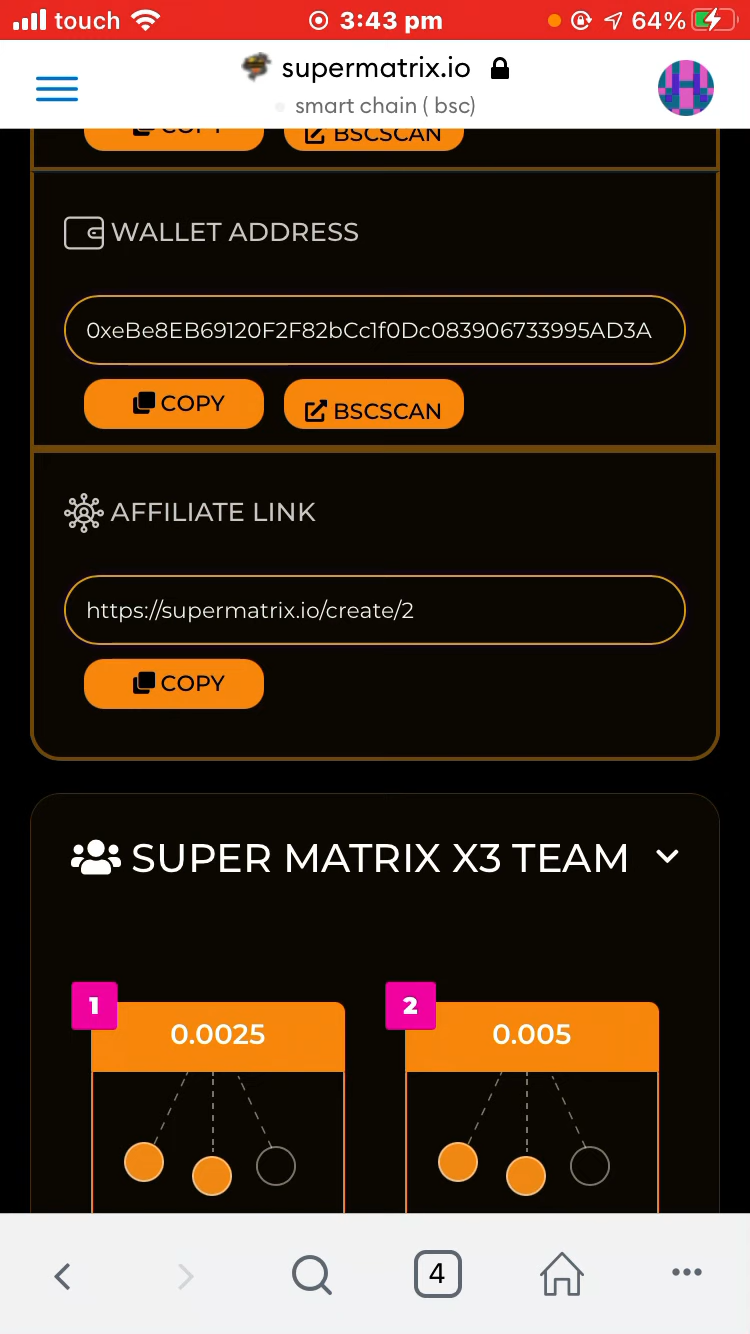 touch 3:43 pm 64%
supermatrix.io
smart chain ( bsc)
COPY BSCSCAN
WALLET ADDRESS
0xeBe8EB69120F2F82bCc1f0Dc083906733995AD3A
COPY BSCSCAN
AFFILIATE LINK
https://supermatrix.io/create/2
COPY
SUPER MATRIX X3 TEAM
1 2
0.0025 0.005
4